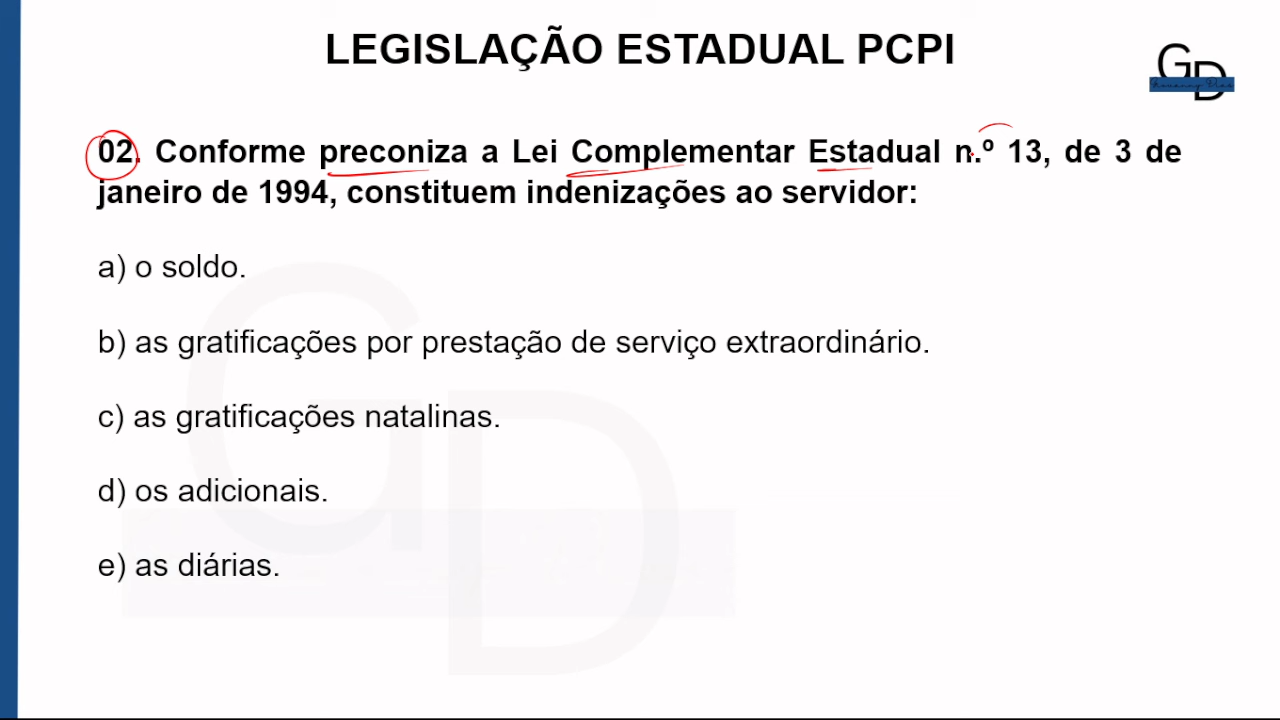 LEGISLAÇÃO ESTADUAL PCPI
GD
02. Conforme preconiza a Lei Complementar Estadual n.º 13, de 3 de
janeiro de 1994, constituem indenizações ao servidor:
a) o soldo.
b) as gratificações por prestação de serviço extraordinário.
c) as gratificações natalinas.
d) os adicionais.
e) as diárias.